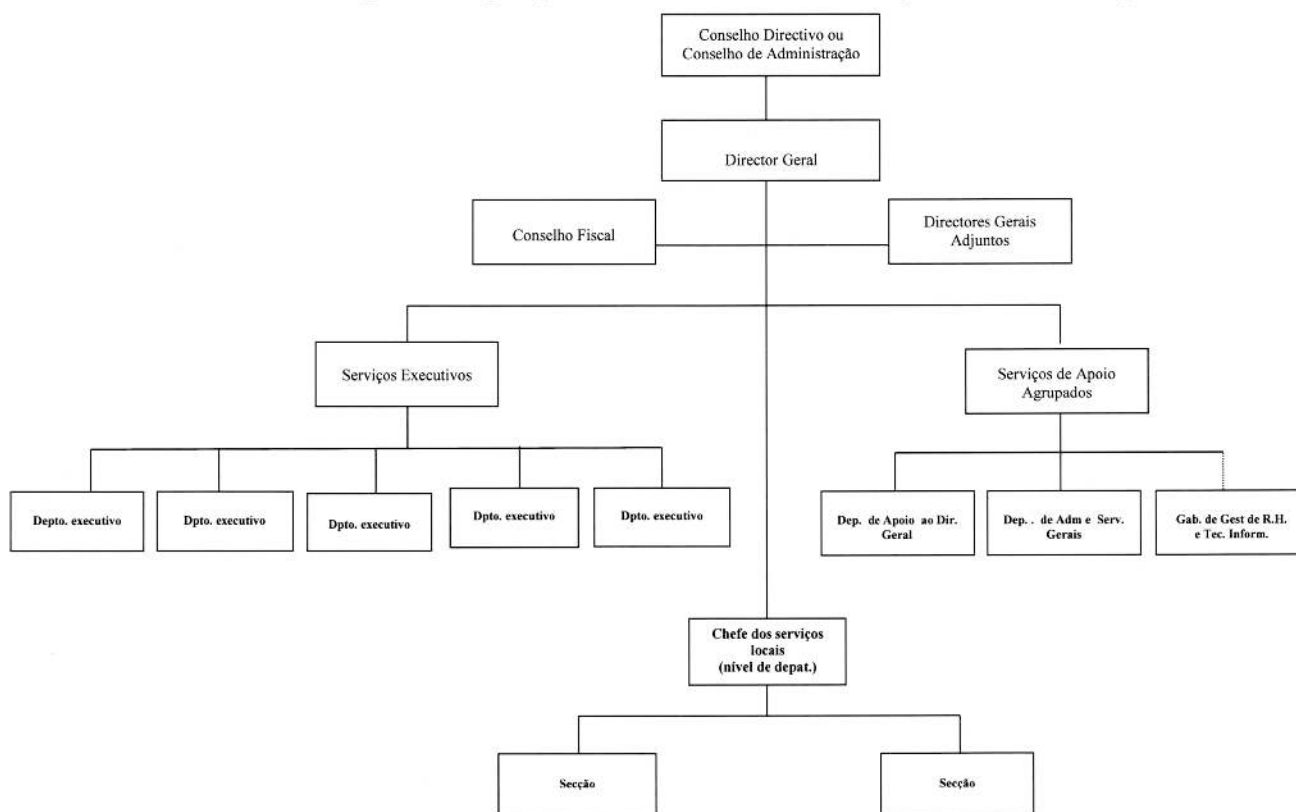 Conselho Directivo ou
Conselho de Administração
Director Geral
Conselho Fiscal
Directores Gerais
Adjuntos
Serviços Executivos
Serviços de Apoio
Agrupados
Depto. executivo
Dpto. executivo
Dpto. executivo
Dpto. executivo
Dpto. executivo
Dep. de Apoio ao Dir.
Geral
Dep. . de Adm e Serv.
Gerais
Gab. de Gest de R.H.
e Tec. Inform.
Chefe dos serviços
locais
(nível de depat.)
Secção
Secção